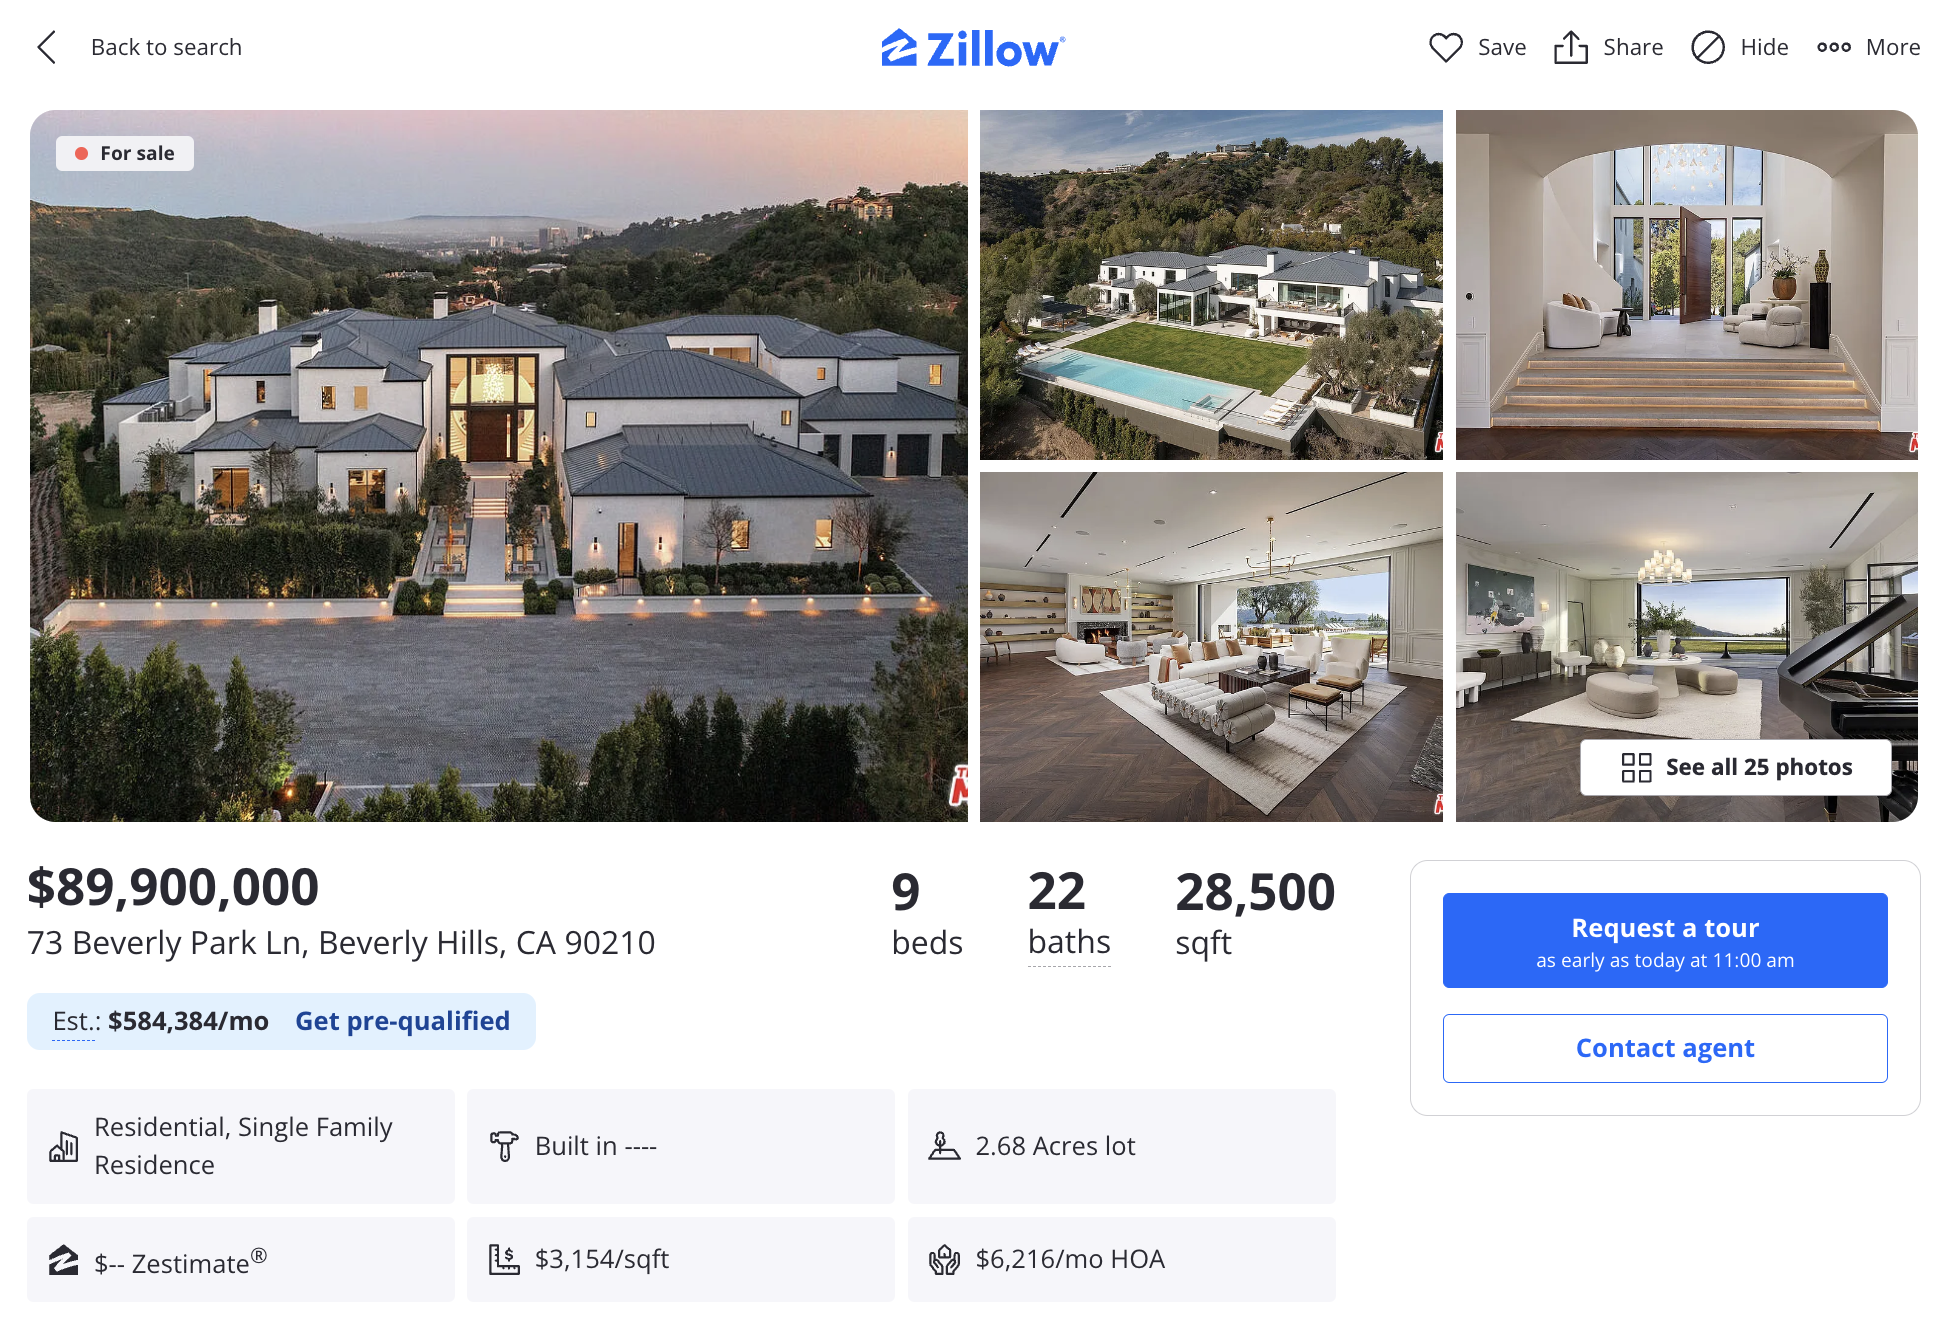 Back to search
Zillow
Save
Share
Hide
More
For sale
See all 25 photos
$89,900,000
73 Beverly Park Ln, Beverly Hills, CA 90210
9
beds
22
baths
28,500
sqft
Est.: $584,384/mo
Get pre-qualified
Request a tour
as early as today at 11:00 am
Contact agent
Residential, Single Family
Residence
Built in ----
2.68 Acres lot
$-- Zestimate®
$3,154/sqft
$6,216/mo HOA